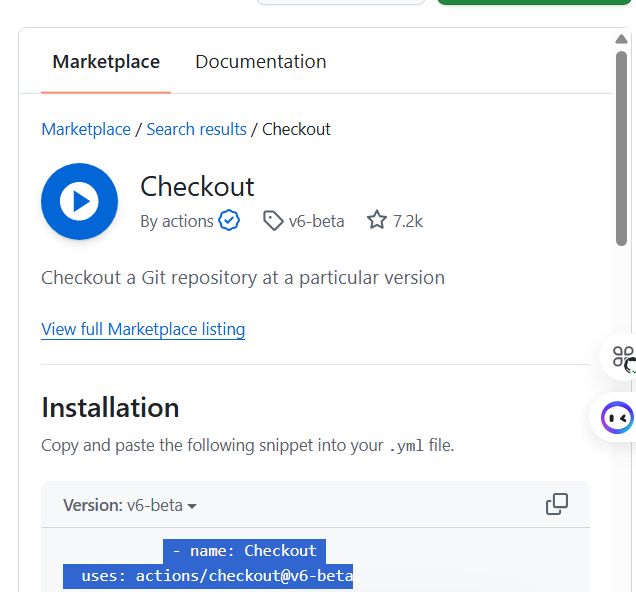 Marketplace Documentation
Marketplace / Search results / Checkout
Checkout
By actions v6-beta 7.2k
Checkout a Git repository at a particular version
View full Marketplace listing
Installation
Copy and paste the following snippet into your .yml file.
Version: v6-beta
- name: Checkout
uses: actions/checkout@v6-beta